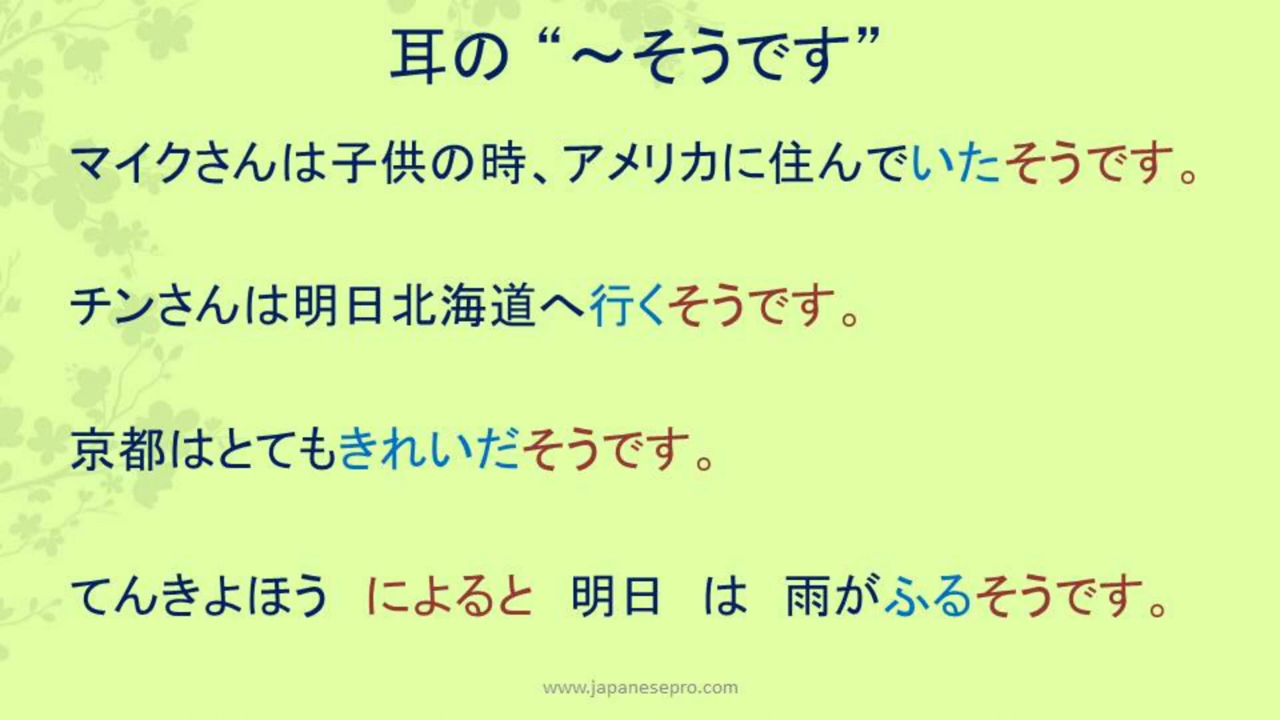 耳の “～そうです”
マイクさんは子供の時、アメリカに住んでいたそうです。
チンさんは明日北海道へ行くそうです。
京都はとてもきれいだそうです。
てんきよほう　によると　明日　は　雨がふるそうです。
www.japanesepro.com